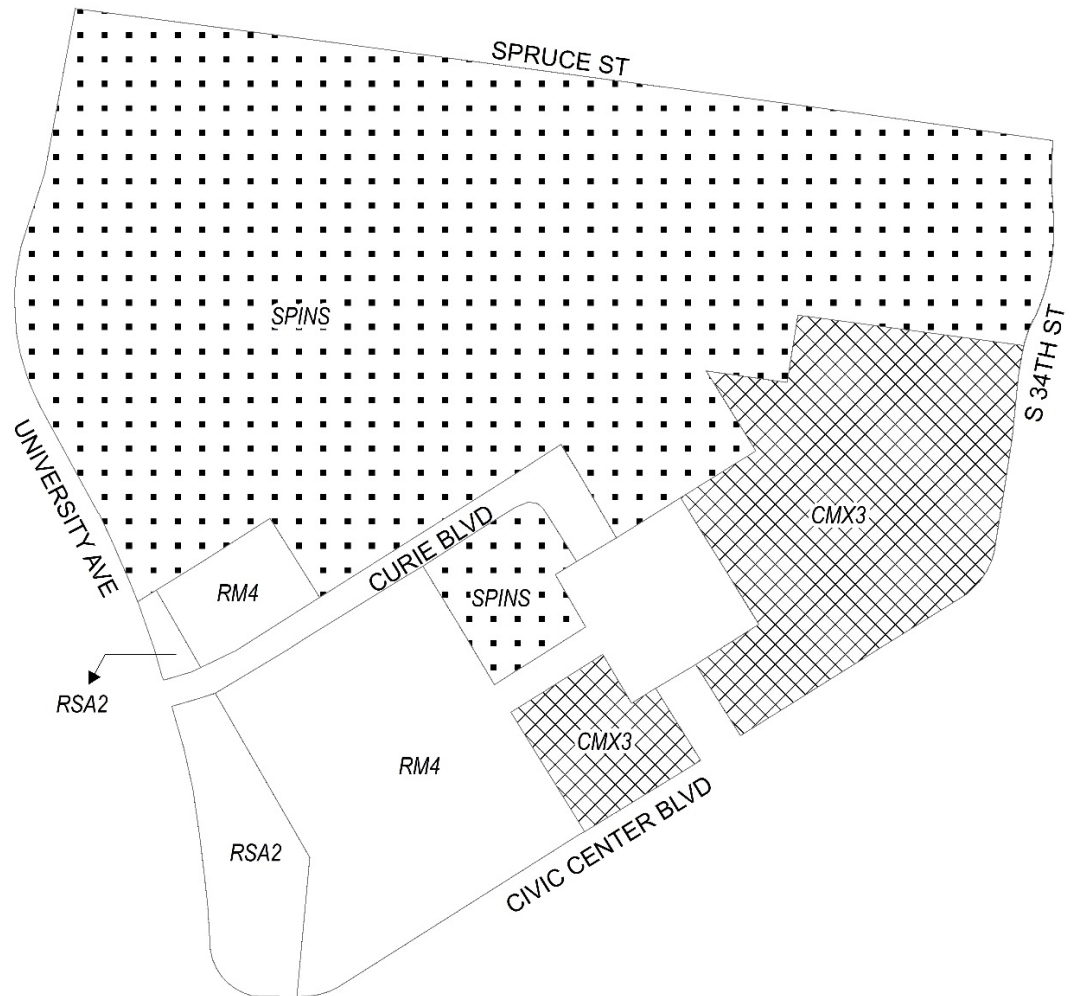 SPRUCE ST
SPINS
S 34TH ST
UNIVERSITY AVE
CMX3
CURIE BLVD
RM4
SPINS
RSA2
CMX3
RM4
CIVIC CENTER BLVD
RSA2